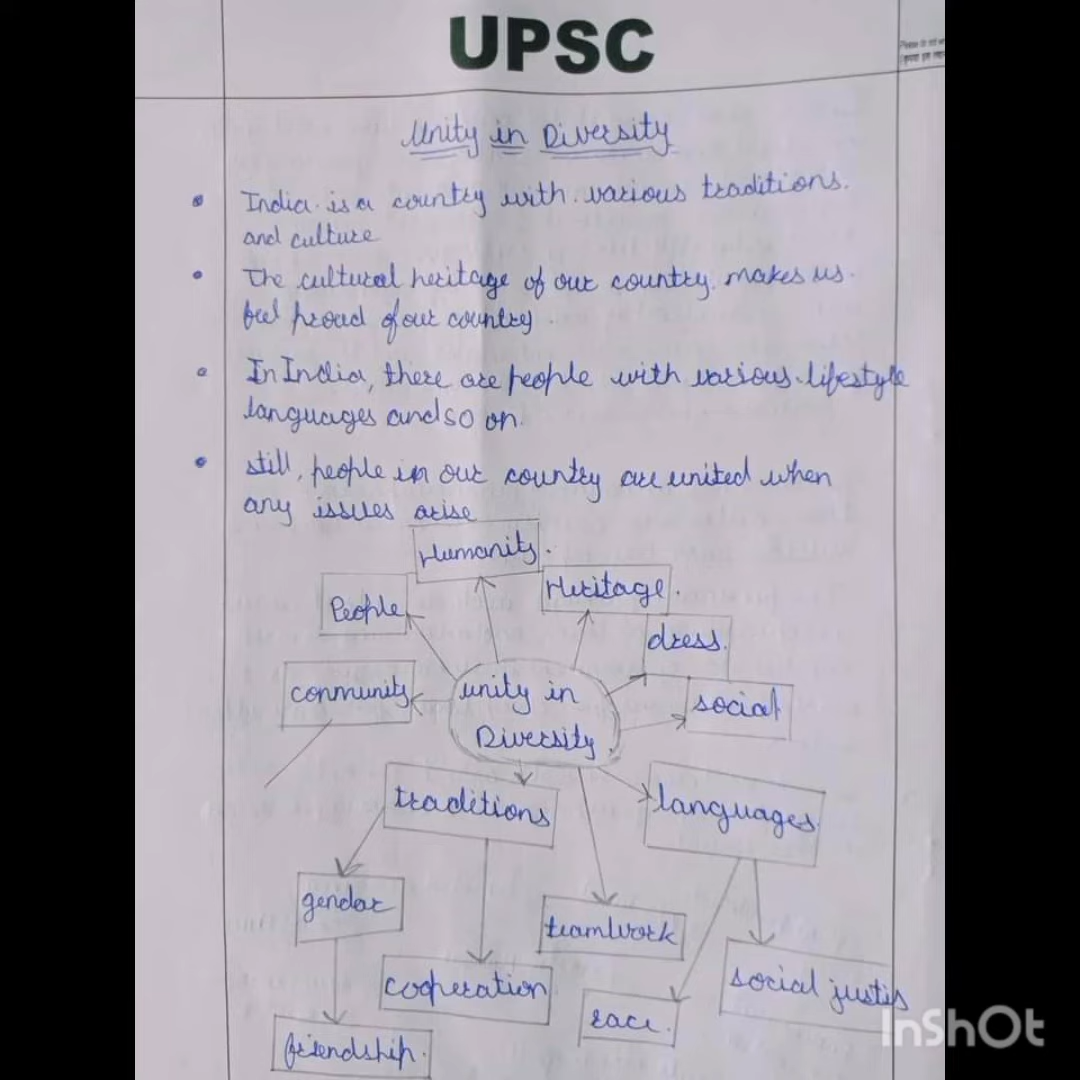 UPSC
Unity in Diversity
India is a country with various traditions.
and culture
The cultural heritage of our country makes us.
feel proud of our country.
In India, there are people with various lifestyle
languages and so on.
still, people in our country are united when
any issues arise
Humanity.
Heritage.
People
dress.
conmunity
unity in
Diversity
social
traditions
languages.
gendar
teamwork
cooperation
social justis
race.
friendship.
InShOt